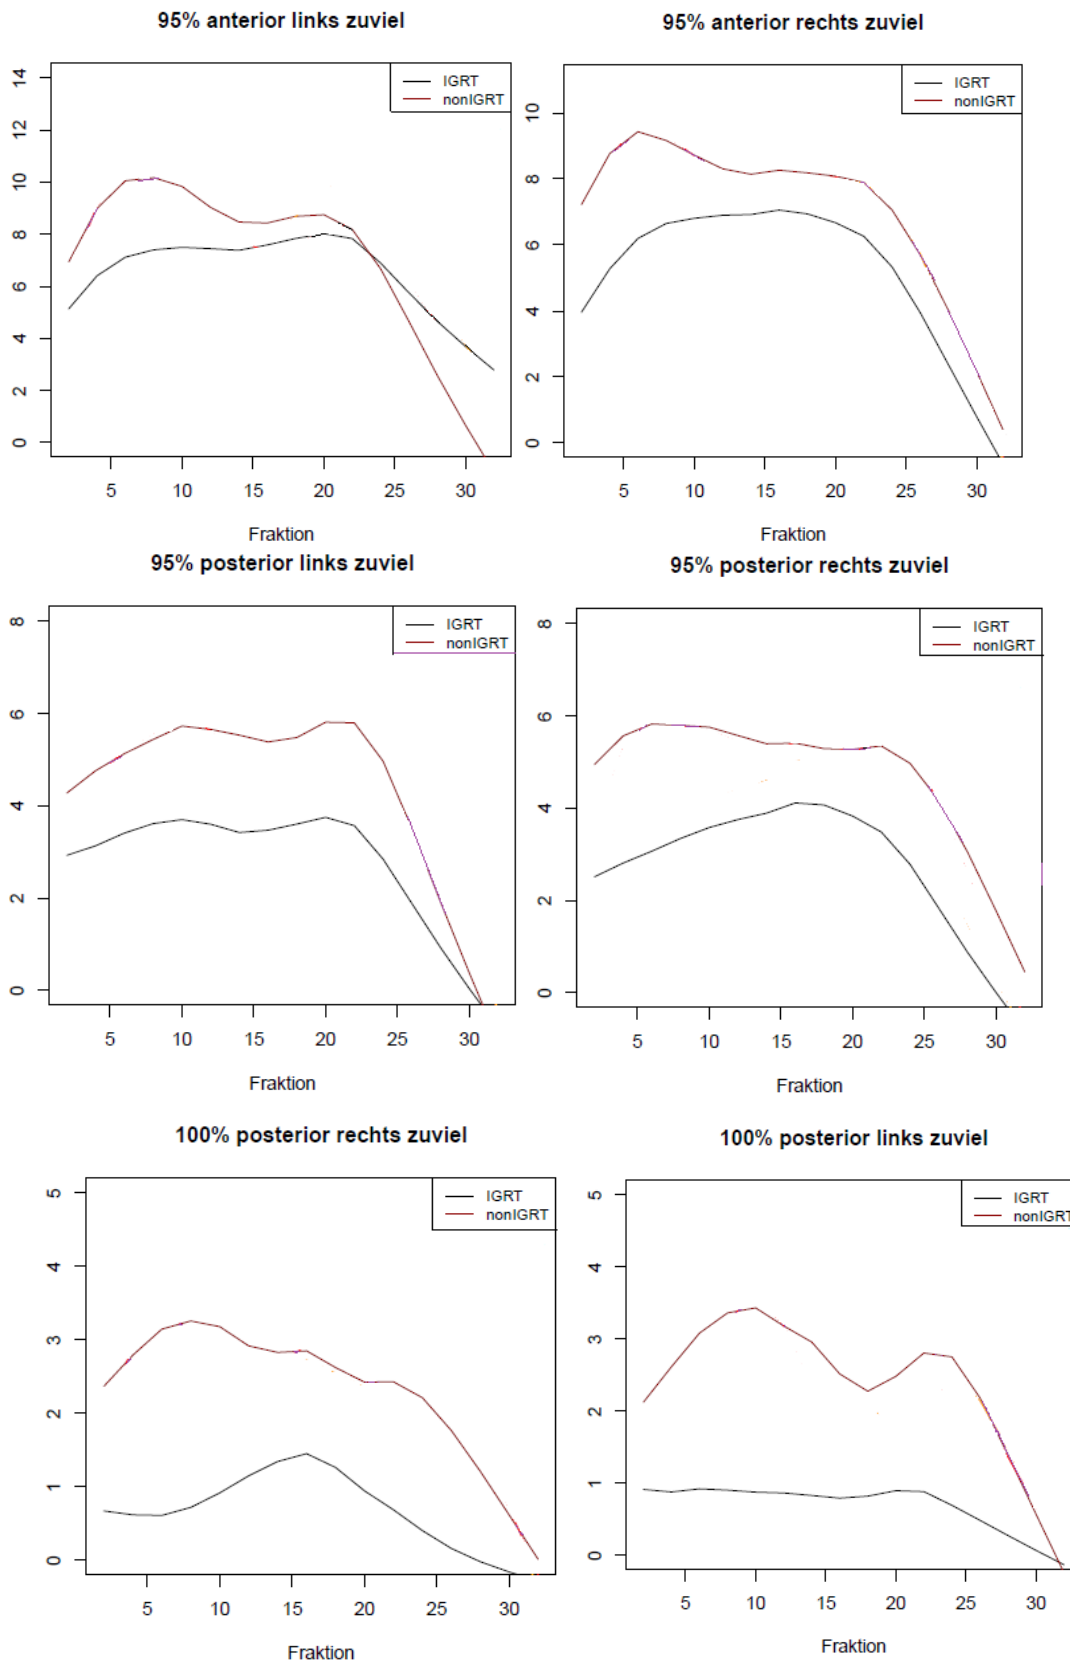 95% anterior links zuviel
IGRT
nonIGRT
0 2 4 6 8 10 12 14
5 10 15 20 25 30
Fraktion
95% anterior rechts zuviel
IGRT
nonIGRT
0 2 4 6 8 10
5 10 15 20 25 30
Fraktion
95% posterior links zuviel
IGRT
nonIGRT
0 2 4 6 8
5 10 15 20 25 30
Fraktion
95% posterior rechts zuviel
IGRT
nonIGRT
0 2 4 6 8
5 10 15 20 25 30
Fraktion
100% posterior rechts zuviel
IGRT
nonIGRT
0 1 2 3 4 5
5 10 15 20 25 30
Fraktion
100% posterior links zuviel
IGRT
nonIGRT
0 1 2 3 4 5
5 10 15 20 25 30
Fraktion